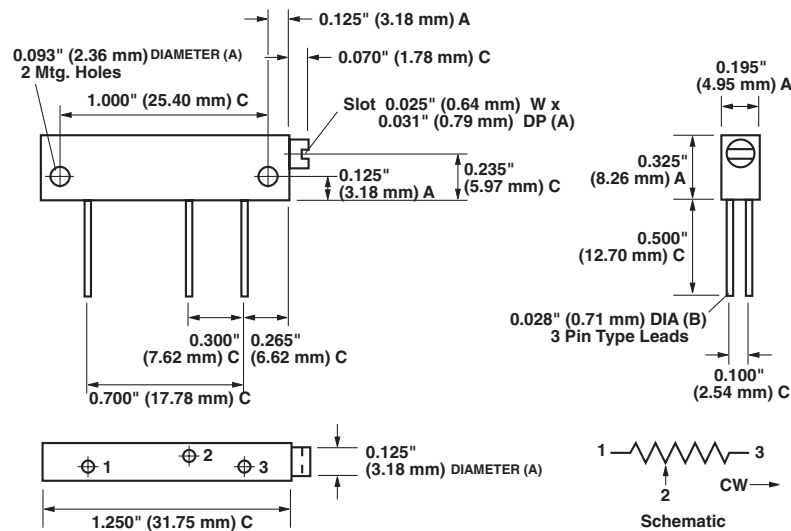 0.125" (3.18 mm) A
0.093" (2.36 mm) DIAMETER (A)
2 Mtg. Holes
0.070" (1.78 mm) C
1.000" (25.40 mm) C
Slot 0.025" (0.64 mm) W x
0.031" (0.79 mm) DP (A)
0.195"
(4.95 mm) A
0.125"
(3.18 mm) A
0.235"
(5.97 mm) C
0.325"
(8.26 mm) A
0.500"
(12.70 mm) C
0.300"
(7.62 mm) C
0.265"
(6.62 mm) C
0.028" (0.71 mm) DIA (B)
3 Pin Type Leads
0.700" (17.78 mm) C
0.100"
(2.54 mm) C
1
2
3
0.125"
(3.18 mm) DIAMETER (A)
1.250" (31.75 mm) C
1
3
2
CW
Schematic